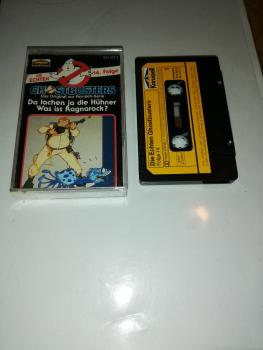 DIE ECHTEN
14. Folge
GHOSTBUSTERS
Das Original zur Fernseh-Serie
Da lachen ja die Hühner
Was ist Ragnarock?
Die Echten Ghostbusters
Folge 14